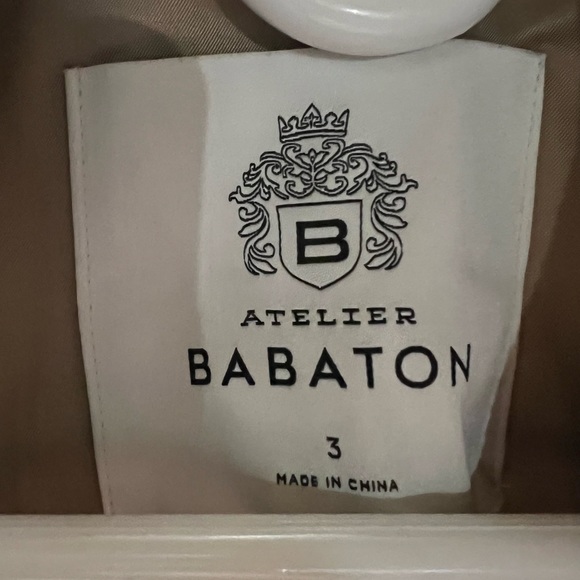 B
ATELIER
BABATON
3
MADE IN CHINA